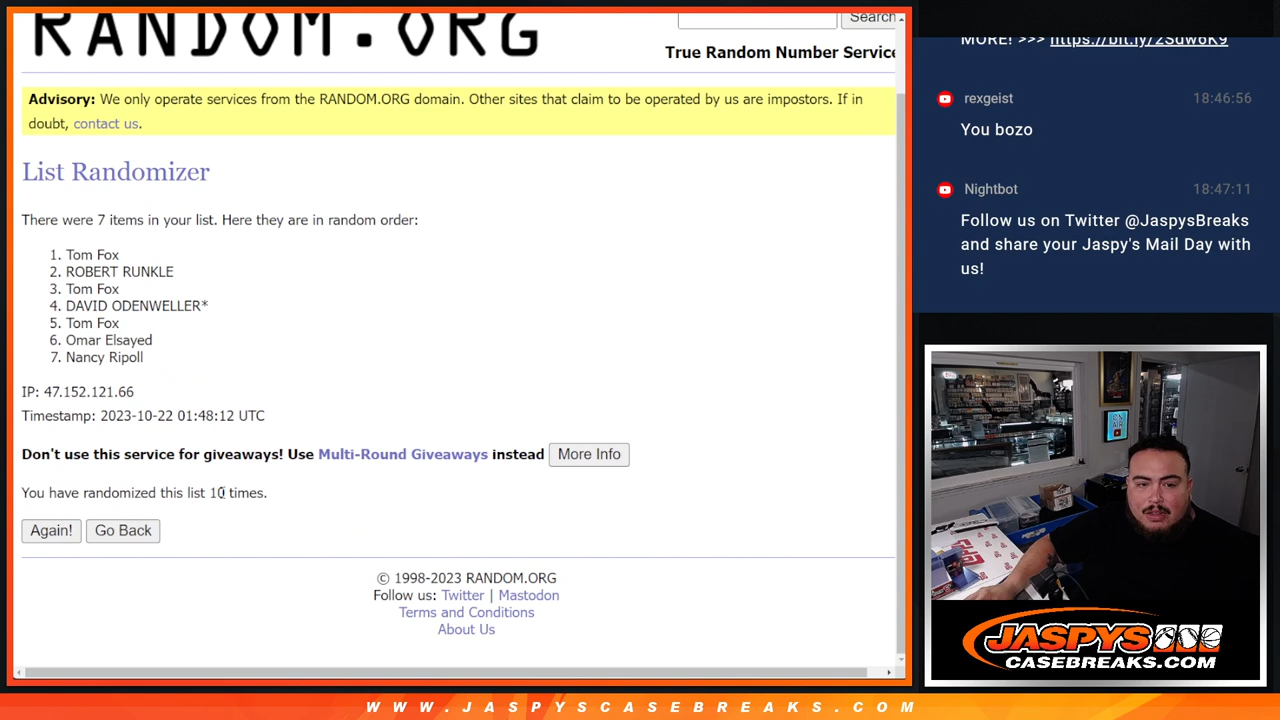 RANDOM.ORG
Search
True Random Number Service
Advisory: We only operate services from the RANDOM.ORG domain. Other sites that claim to be operated by us are impostors. If in
doubt, contact us.
List Randomizer
There were 7 items in your list. Here they are in random order:
1. Tom Fox
2. ROBERT RUNKLE
3. Tom Fox
4. DAVID ODENWELLER*
5. Tom Fox
6. Omar Elsayed
7. Nancy Ripoll
IP: 47.152.121.66
Timestamp: 2023-10-22 01:48:12 UTC
Don't use this service for giveaways! Use Multi-Round Giveaways instead More Info
You have randomized this list 10 times.
Again! Go Back
© 1998-2023 RANDOM.ORG
Follow us: Twitter | Mastodon
Terms and Conditions
About Us
MORE! >>> https://bit.ly/2Sdw6K9
rexgeist 18:46:56
You bozo
Nightbot 18:47:11
Follow us on Twitter @JaspysBreaks
and share your Jaspy's Mail Day with
us!
JASPYS
CASEBREAKS.COM
WWW.JASPYSCASEBREAKS.COM